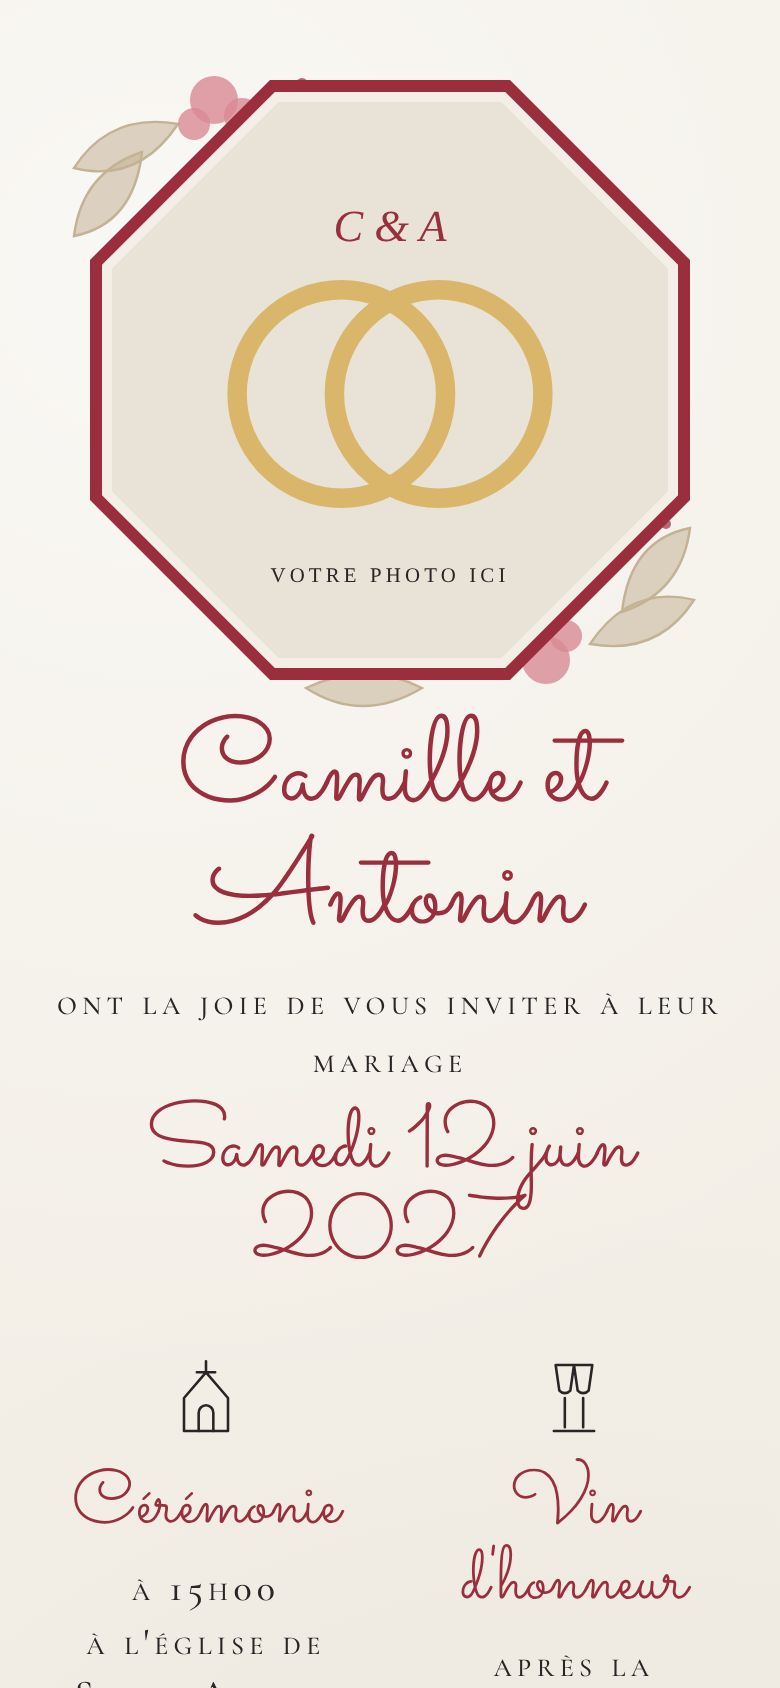 C & A
VOTRE PHOTO ICI
Camille et
Antonin
ONT LA JOIE DE VOUS INVITER À LEUR
MARIAGE
Samedi 12 juin
2027
Cérémonie
À 15H00
À L'ÉGLISE DE
Vin
d'honneur
APRÈS LA